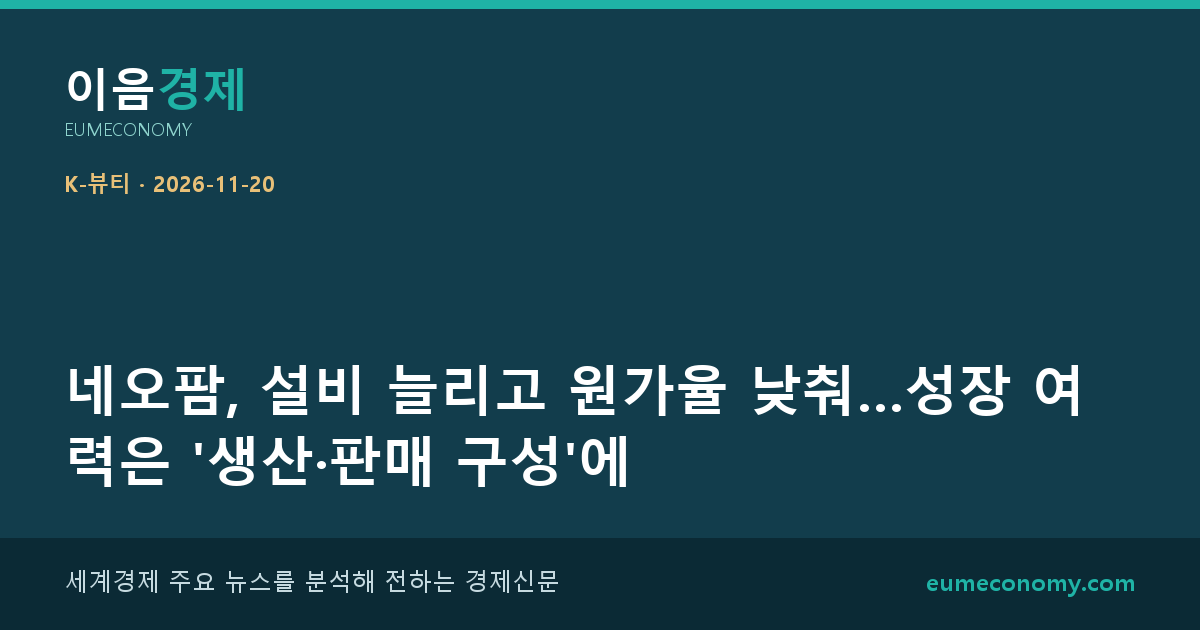 이음경제
EUMECONOMY
K-뷰티 · 2026-11-20
네오팜, 설비 늘리고 원가율 낮춰…성장 여
력은 '생산·판매 구성'에
세계경제 주요 뉴스를 분석해 전하는 경제신문
eumeconomy.com